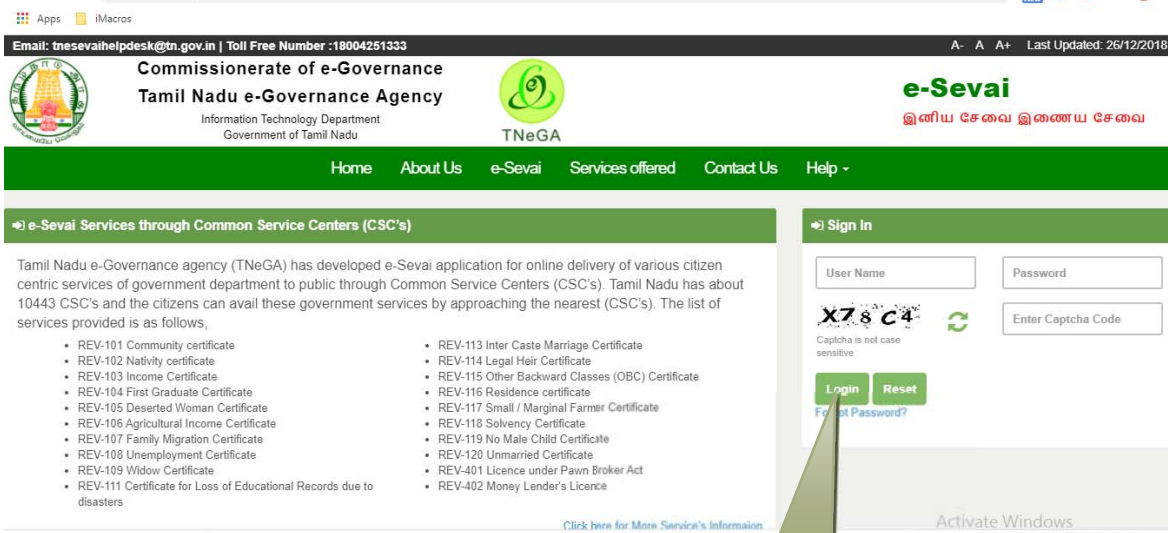 Apps iMacros
Email: tnesevaihelpdesk@tn.gov.in | Toll Free Number :18004251333 A- A A+ Last Updated: 26/12/2018
Commissionerate of e-Governance
Tamil Nadu e-Governance Agency
Information Technology Department
Government of Tamil Nadu
TNeGA
e-Sevai
இனிய சேவை இணைய சேவை
Home About Us e-Sevai Services offered Contact Us Help
e-Sevai Services through Common Service Centers (CSC's)
Tamil Nadu e-Governance agency (TNeGA) has developed e-Sevai application for online delivery of various citizen
centric services of government department to public through Common Service Centers (CSC's). Tamil Nadu has about
10443 CSC's and the citizens can avail these government services by approaching the nearest (CSC's). The list of
services provided is as follows,
REV-101 Community certificate
REV-102 Nativity certificate
REV-103 Income Certificate
REV-104 First Graduate Certificate
REV-105 Deserted Woman Certificate
REV-106 Agricultural Income Certificate
REV-107 Family Migration Certificate
REV-108 Unemployment Certificate
REV-109 Widow Certificate
REV-111 Certificate for Loss of Educational Records due to
disasters
REV-113 Inter Caste Marriage Certificate
REV-114 Legal Heir Certificate
REV-115 Other Backward Classes (OBC) Certificate
REV-116 Residence certificate
REV-117 Small / Marginal Farmer Certificate
REV-118 Solvency Certificate
REV-119 No Male Child Certificate
REV-120 Unmarried Certificate
REV-401 Licence under Pawn Broker Act
REV-402 Money Lender's Licence
Click here for More Service's Informaion
Sign In
User Name Password
X78C4 Enter Captcha Code
Captcha is not case
sensitive
Login Reset
Forgot Password?
Activate Windows